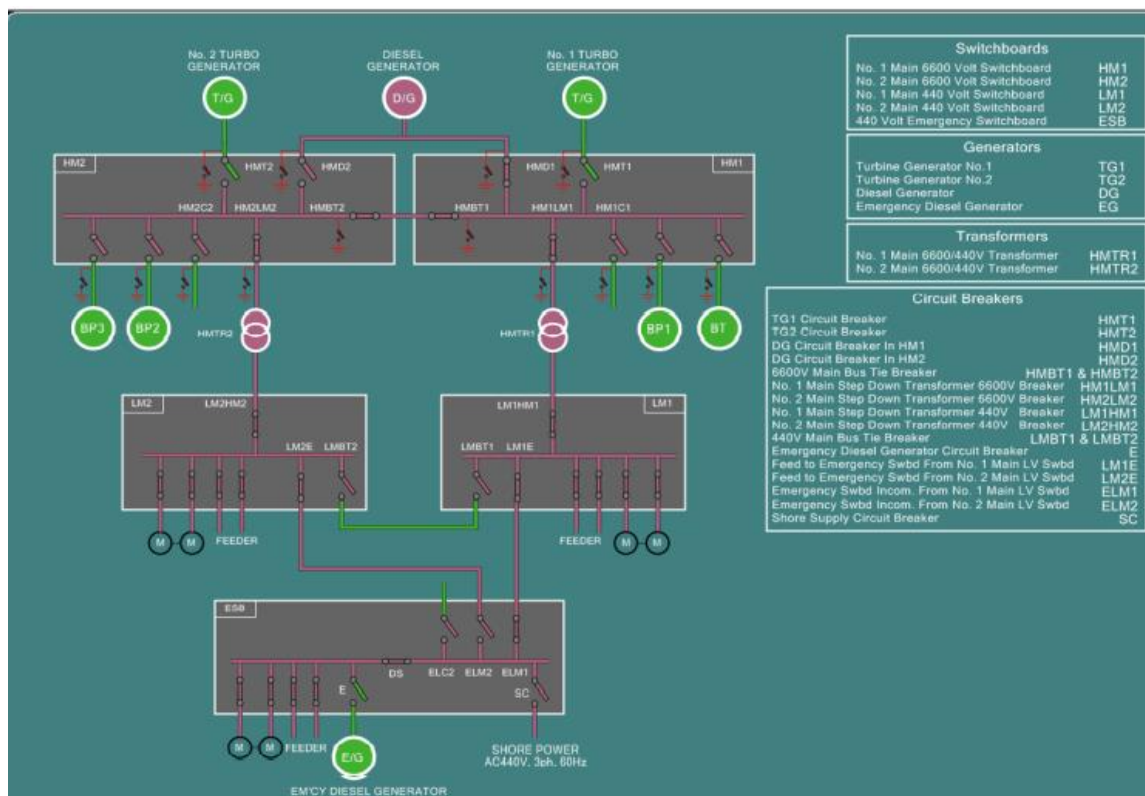 No. 2 TURBO
GENERATOR
DIESEL
GENERATOR
No. 1 TURBO
GENERATOR
T/G
D/G
T/G
HM2
HMT2
HMD2
HMD1
HMT1
HM1
HM2C2
HM2LM2
HMBT2
HMBT1
HM1LM1
HM1C1
BP3
BP2
HMTR2
HMTR1
BP1
BT
LM2
LM2HM2
LM2E
LMBT2
LM1HM1
LM1
LMBT1
LM1E
M
M
FEEDER
FEEDER
M
M
ESB
DS
ELC2
ELM2
ELM1
E
SC
M
M
FEEDER
E/G
EM'CY DIESEL GENERATOR
SHORE POWER
AC440V. 3ph. 60Hz
Switchboards
No. 1 Main 6600 Volt Switchboard HM1
No. 2 Main 6600 Volt Switchboard HM2
No. 1 Main 440 Volt Switchboard LM1
No. 2 Main 440 Volt Switchboard LM2
440 Volt Emergency Switchboard ESB
Generators
Turbine Generator No.1 TG1
Turbine Generator No.2 TG2
Diesel Generator DG
Emergency Diesel Generator EG
Transformers
No. 1 Main 6600/440V Transformer HMTR1
No. 2 Main 6600/440V Transformer HMTR2
Circuit Breakers
TG1 Circuit Breaker HMT1
TG2 Circuit Breaker HMT2
DG Circuit Breaker In HM1 HMD1
DG Circuit Breaker In HM2 HMD2
6600V Main Bus Tie Breaker HMBT1 & HMBT2
No. 1 Main Step Down Transformer 6600V Breaker HM1LM1
No. 2 Main Step Down Transformer 6600V Breaker HM2LM2
No. 1 Main Step Down Transformer 440V Breaker LM1HM1
No. 2 Main Step Down Transformer 440V Breaker LM2HM2
440V Main Bus Tie Breaker LMBT1 & LMBT2
Emergency Diesel Generator Circuit Breaker E
Feed to Emergency Swbd From No. 1 Main LV Swbd LM1E
Feed to Emergency Swbd From No. 2 Main LV Swbd LM2E
Emergency Swbd Incom. From No. 1 Main LV Swbd ELM1
Emergency Swbd Incom. From No. 2 Main LV Swbd ELM2
Shore Supply Circuit Breaker SC